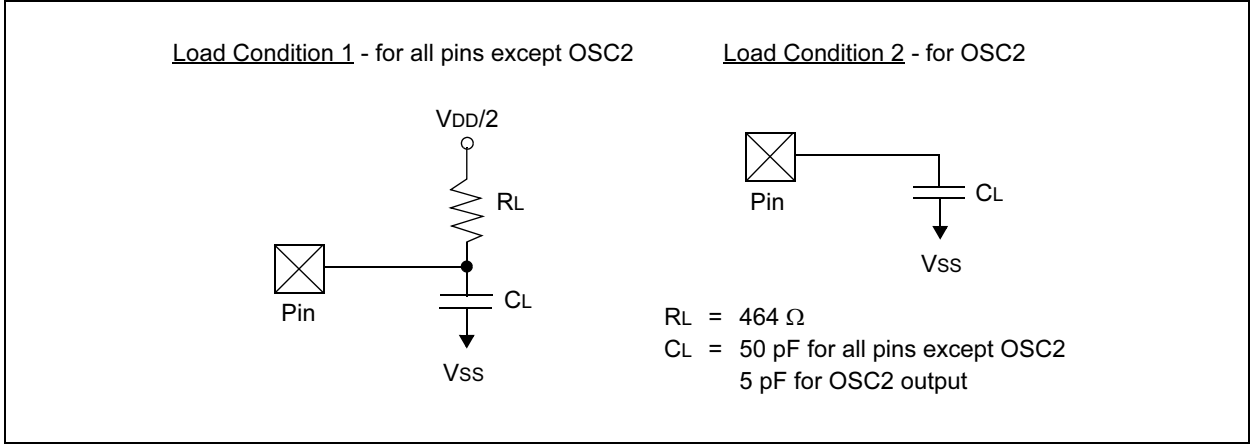 Load Condition 1 - for all pins except OSC2
Load Condition 2 - for OSC2
VDD/2
RL
Pin
CL
VSS
Pin
CL
VSS
RL = 464 Ω
CL = 50 pF for all pins except OSC2
5 pF for OSC2 output